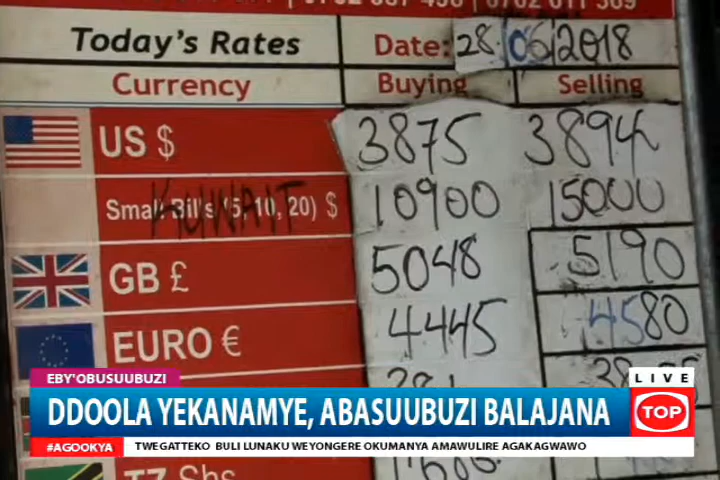 Today's Rates Date: 28/06/2018
Currency Buying Selling
US $ 3875 3894
Small Bill's (5, 10, 20) $ KUWAIT 10900 15000
GB £ 5048 5190
EURO € 4445 4580
EBY'OBUSUUBUZI LIVE
DDOOLA YEKANAMYE, ABASUUBUZI BALAJANA TOP
#AGOOKYA TWEGATTEKO BULI LUNAKU WEYONGERE OKUMANYA AMAWULIRE AGAKAGWAWO
TZ Shs